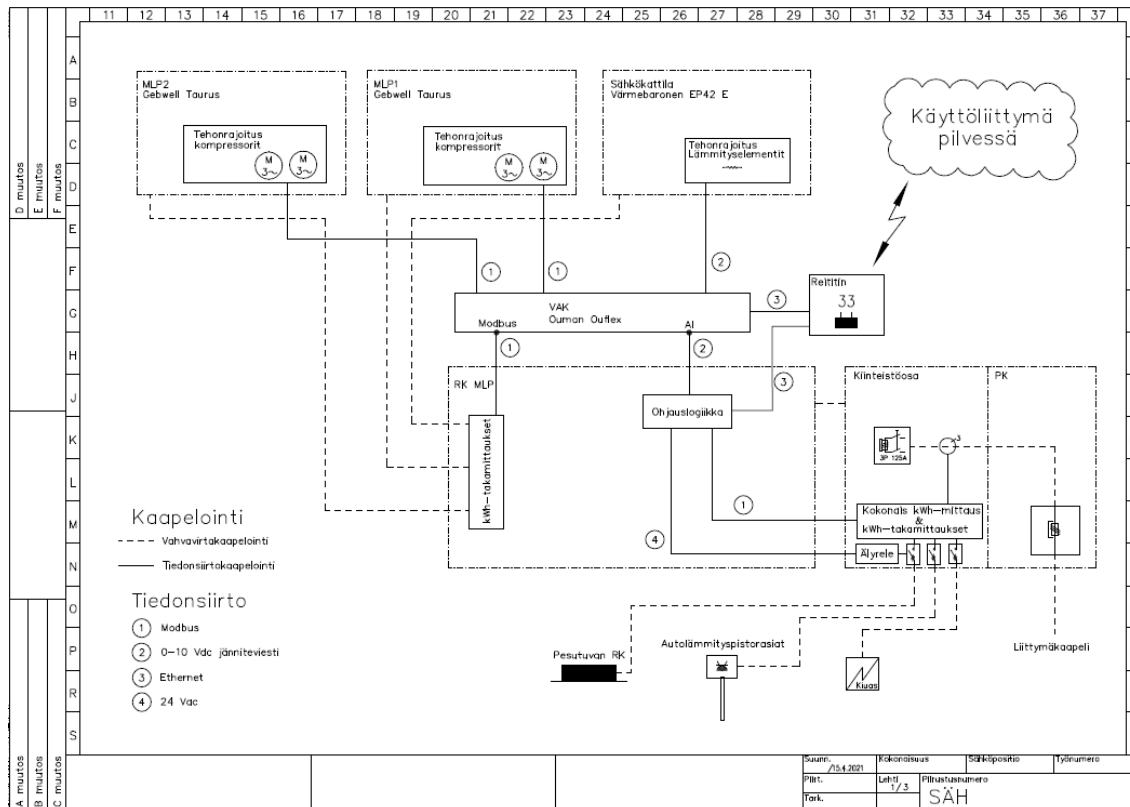 11 12 13 14 15 16 17 18 19 20 21 22 23 24 25 26 27 28 29 30 31 32 33 34 35 36 37
A
B
C
D
E
F
G
H
J
K
L
M
N
O
P
R
S
D muutos
E muutos
F muutos
A muutos
B muutos
C muutos
MLP2
Gebwell Taurus
Tehonrajoitus
kompressorit
M
3~
M
3~
MLP1
Gebwell Taurus
Tehonrajoitus
kompressorit
M
3~
M
3~
Sähkökattila
Värmebaronen EP42 E
Tehonrajoitus
Lämmityselementit
Käyttöliittymä
pilvessä
1
1
2
3
Reititin
33
VAK
Ouman Ouflex
Modbus
AI
1
2
3
RK MLP
kWh-takamittaukset
Ohjauslogiikka
1
4
Kiinteistöosa
PK
3P 125A
3
Kokonais kWh-mittaus
&
kWh-takamittaukset
Älyrele
Kaapelointi
Vahvavirtakaapelointi
Tiedonsiirtokaapelointi
Tiedonsiirto
1 Modbus
2 0-10 Vdc jänniteviesti
3 Ethernet
4 24 Vac
Pesutuvan RK
Autolämmityspistorasiat
Kiuas
Liittymäkaapeli
Suunn.
/15.4.2021
Kokonaisuus
Sähköpositio
Työnumero
Piirt.
Lehti
1/3
Piirustusnumero
SÄH
Tark.